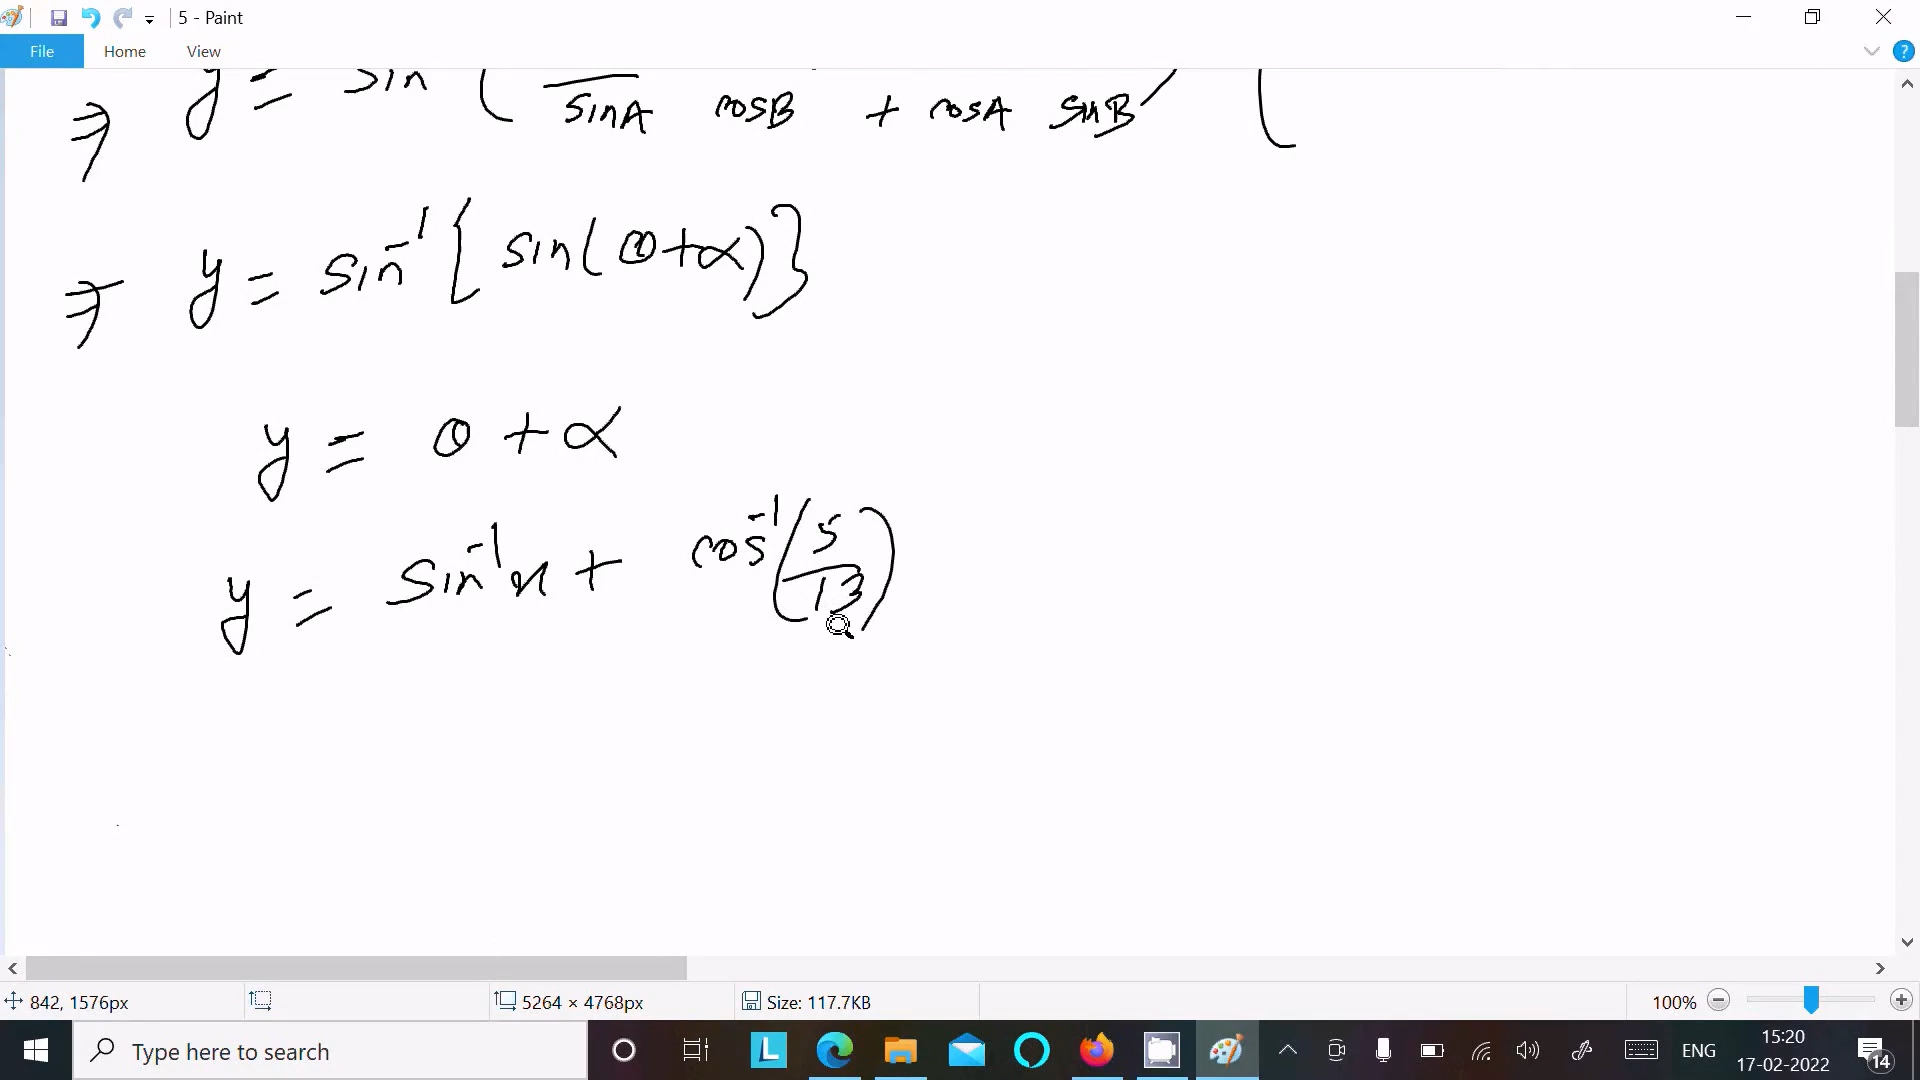 5 - Paint
File Home View
⇒ y = sin (
sinA cosB + cosA sinB
⇒ y = sin⁻¹ { sin(θ+α) }
y = θ + α
y = sin⁻¹x + cos⁻¹(5/13)
842, 1576px 5264 × 4768px Size: 117.7KB 100%
Type here to search
L
ENG
15:20
17-02-2022
14